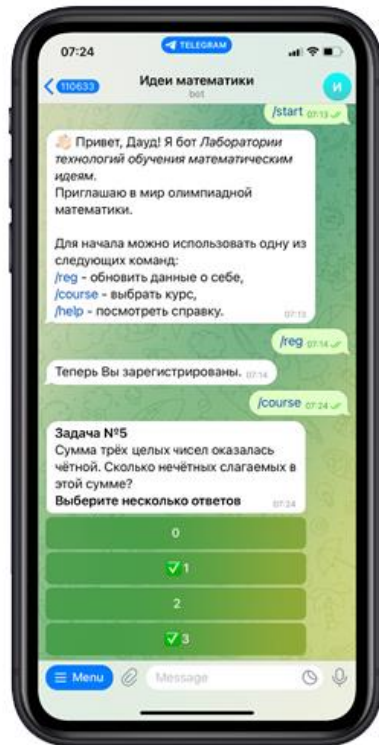 07:24
TELEGRAM
110633
Идеи математики
bot
И
/start 07:13
👋🏻 Привет, Дауд! Я бот Лаборатории
технологий обучения математическим
идеям.
Приглашаю в мир олимпиадной
математики.
Для начала можно использовать одну из
следующих команд:
/reg - обновить данные о себе,
/course - выбрать курс,
/help - посмотреть справку.
07:13
/reg 07:14
Теперь Вы зарегистрированы. 07:14
/course 07:24
Задача №5
Сумма трёх целых чисел оказалась
чётной. Сколько нечётных слагаемых в
этой сумме?
Выберите несколько ответов 07:24
0
✅ 1
2
✅ 3
Menu
Message